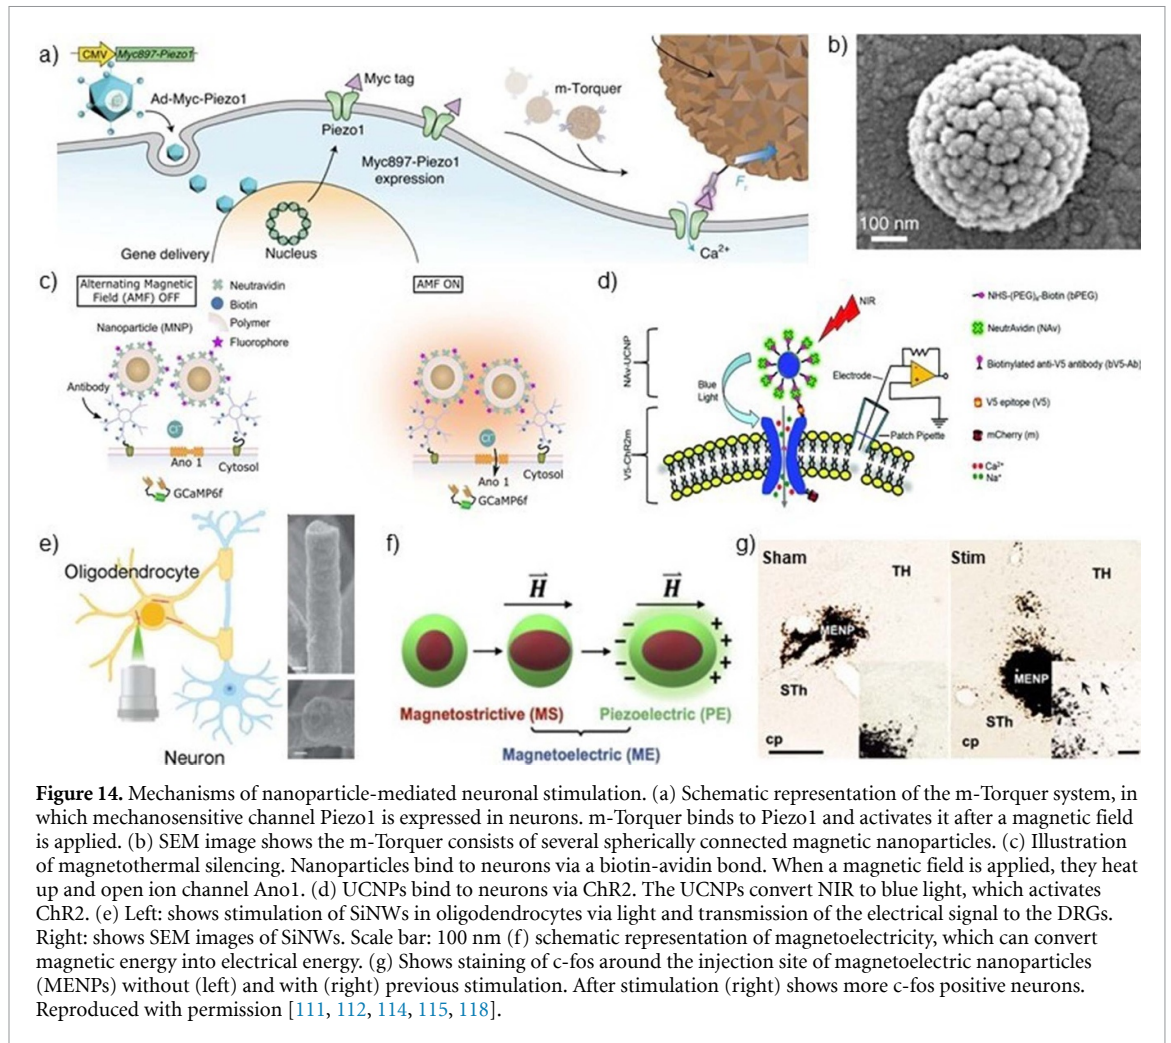 a)
CMV Myc897-Piezo1
Ad-Myc-Piezo1
Myc tag
Piezo1
Myc897-Piezo1
expression
m-Torquer
Gene delivery
Nucleus
Ca²⁺
b)
100 nm
c)
Alternating Magnetic
Field (AMF) OFF
Neutravidin
Biotin
Polymer
Fluorophore
Nanoparticle (MNP)
Antibody
Cl⁻
Ano 1
Cytosol
GCaMP6f
AMF ON
Cl⁻
Ano 1
Cytosol
GCaMP6f
d)
NAv-UCNP
V5-ChR2m
NIR
Blue
Light
Electrode
Patch Pipette
NHS-(PEG)₄-Biotin (bPEG)
NeutrAvidin (NAv)
Biotinylated anti-V5 antibody (bV5-Ab)
V5 epitope (V5)
mCherry (m)
Ca²⁺
Na⁺
e)
Oligodendrocyte
Neuron
f)
H
H
Magnetostrictive (MS)
Piezoelectric (PE)
Magnetoelectric (ME)
g)
Sham
TH
MENP
STh
cp
Stim
TH
MENP
STh
cp
Figure 14. Mechanisms of nanoparticle-mediated neuronal stimulation. (a) Schematic representation of the m-Torquer system, in
which mechanosensitive channel Piezo1 is expressed in neurons. m-Torquer binds to Piezo1 and activates it after a magnetic field
is applied. (b) SEM image shows the m-Torquer consists of several spherically connected magnetic nanoparticles. (c) Illustration
of magnetothermal silencing. Nanoparticles bind to neurons via a biotin-avidin bond. When a magnetic field is applied, they heat
up and open ion channel Ano1. (d) UCNPs bind to neurons via ChR2. The UCNPs convert NIR to blue light, which activates
ChR2. (e) Left: shows stimulation of SiNWs in oligodendrocytes via light and transmission of the electrical signal to the DRGs.
Right: shows SEM images of SiNWs. Scale bar: 100 nm (f) schematic representation of magnetoelectricity, which can convert
magnetic energy into electrical energy. (g) Shows staining of c-fos around the injection site of magnetoelectric nanoparticles
(MENPs) without (left) and with (right) previous stimulation. After stimulation (right) shows more c-fos positive neurons.
Reproduced with permission [111, 112, 114, 115, 118].